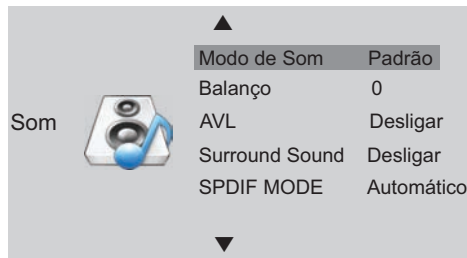 Som
Modo de Som Padrão
Balanço 0
AVL Desligar
Surround Sound Desligar
SPDIF MODE Automático